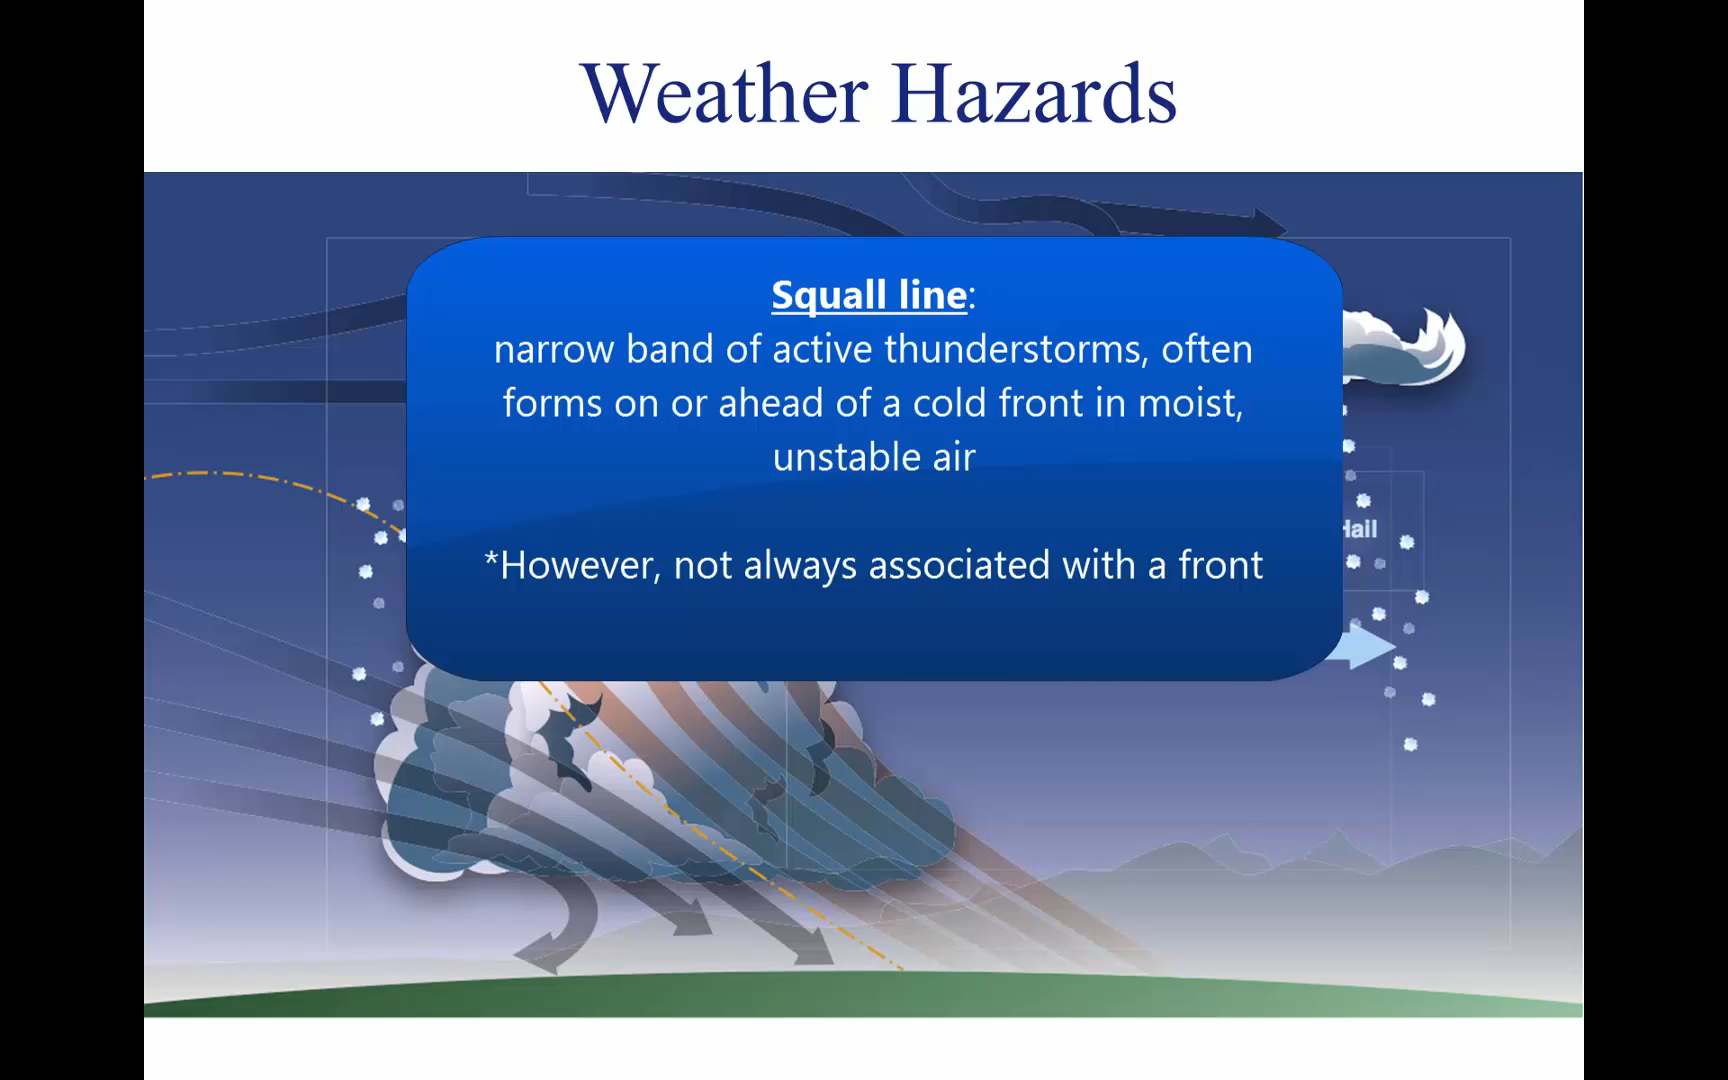 Weather Hazards
Squall line:
narrow band of active thunderstorms, often
forms on or ahead of a cold front in moist,
unstable air
*However, not always associated with a front